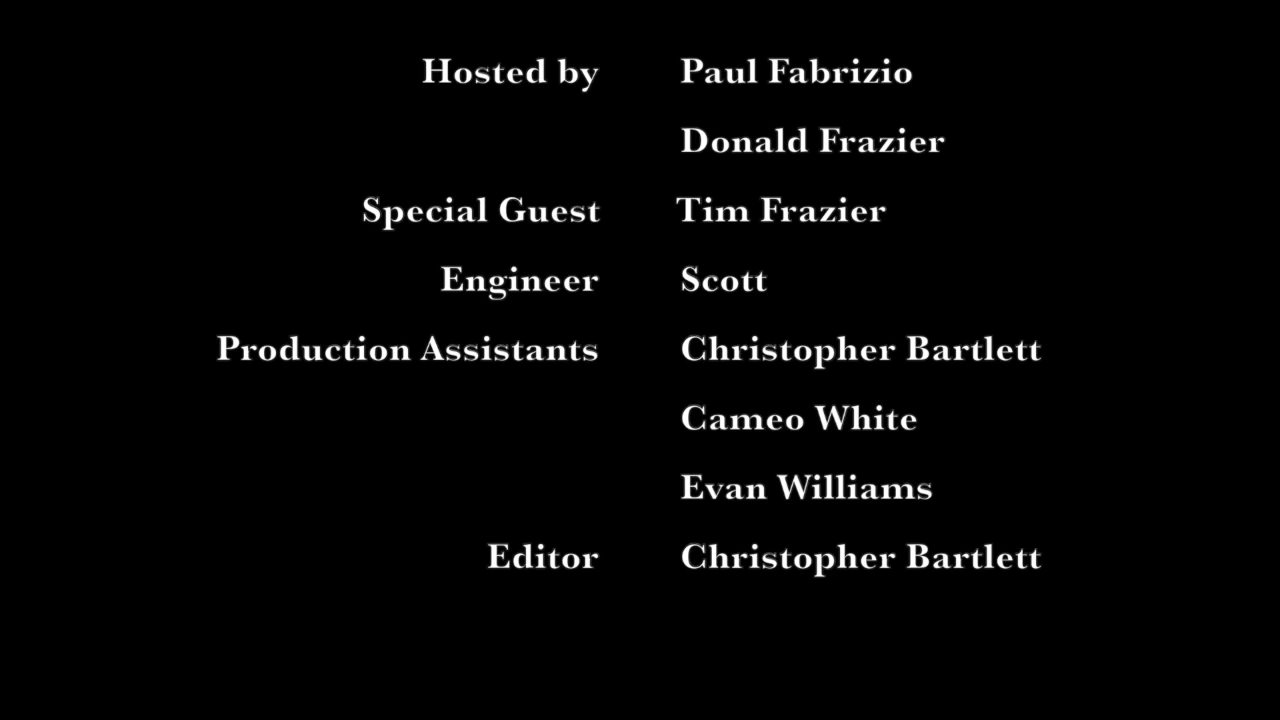 Hosted by Paul Fabrizio
Donald Frazier
Special Guest Tim Frazier
Engineer Scott
Production Assistants Christopher Bartlett
Cameo White
Evan Williams
Editor Christopher Bartlett